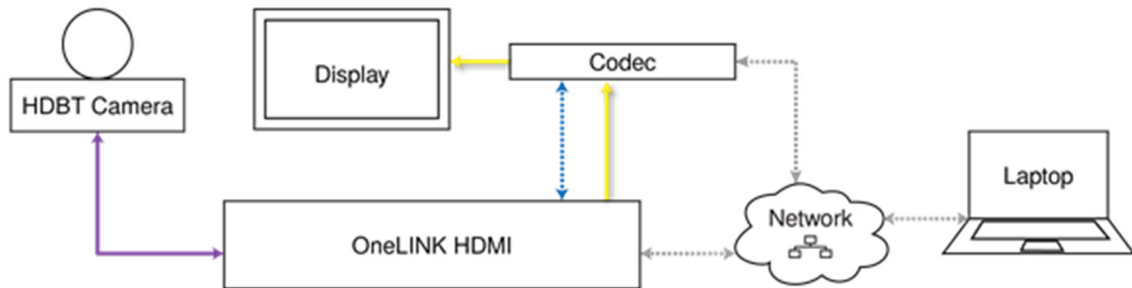 Display
Codec
HDBT Camera
Laptop
Network
OneLINK HDMI